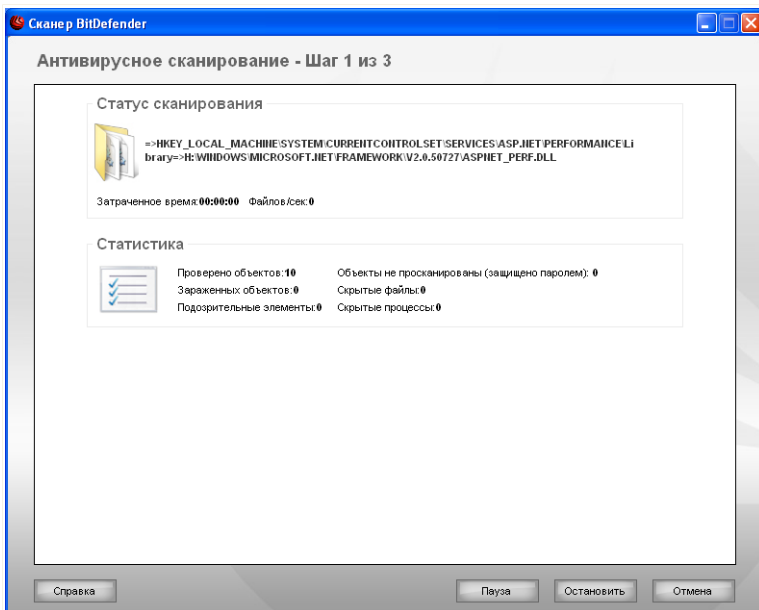 Сканер BitDefender
Антивирусное сканирование - Шаг 1 из 3
Статус сканирования
=>HKEY_LOCAL_MACHINE\SYSTEM\CURRENTCONTROLSET\SERVICES\ASP.NET\PERFORMANCE\Li
brary=>H:\WINDOWS\MICROSOFT.NET\FRAMEWORK\V2.0.50727\ASPNET_PERF.DLL
Затраченное время:00:00:00 Файлов/сек:0
Статистика
Проверено объектов:10 Объекты не просканированы (защищено паролем): 0
Зараженных объектов:0 Скрытые файлы:0
Подозрительные элементы:0 Скрытые процессы:0
Справка Пауза Остановить Отмена